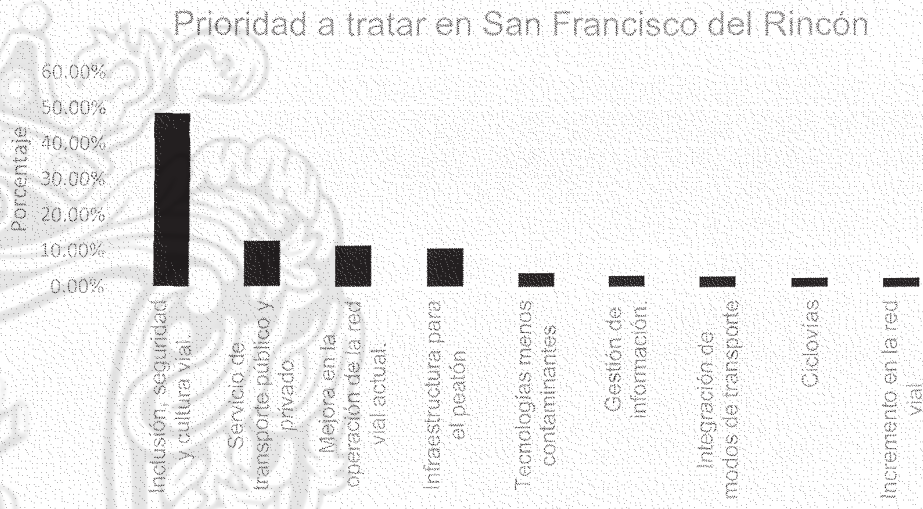 Prioridad a tratar en San Francisco del Rincón
Porcentaje
60.00%
50.00%
40.00%
30.00%
20.00%
10.00%
0.00%
Inclusión, seguridad
y cultura vial.
Servicio de
transporte público y
privado
Mejora en la
operación de la red
vial actual.
Infraestructura para
el peatón
Tecnologías menos
contaminantes
Gestión de
información.
Integración de
modos de transporte
Ciclovías
Incremento en la red
vial